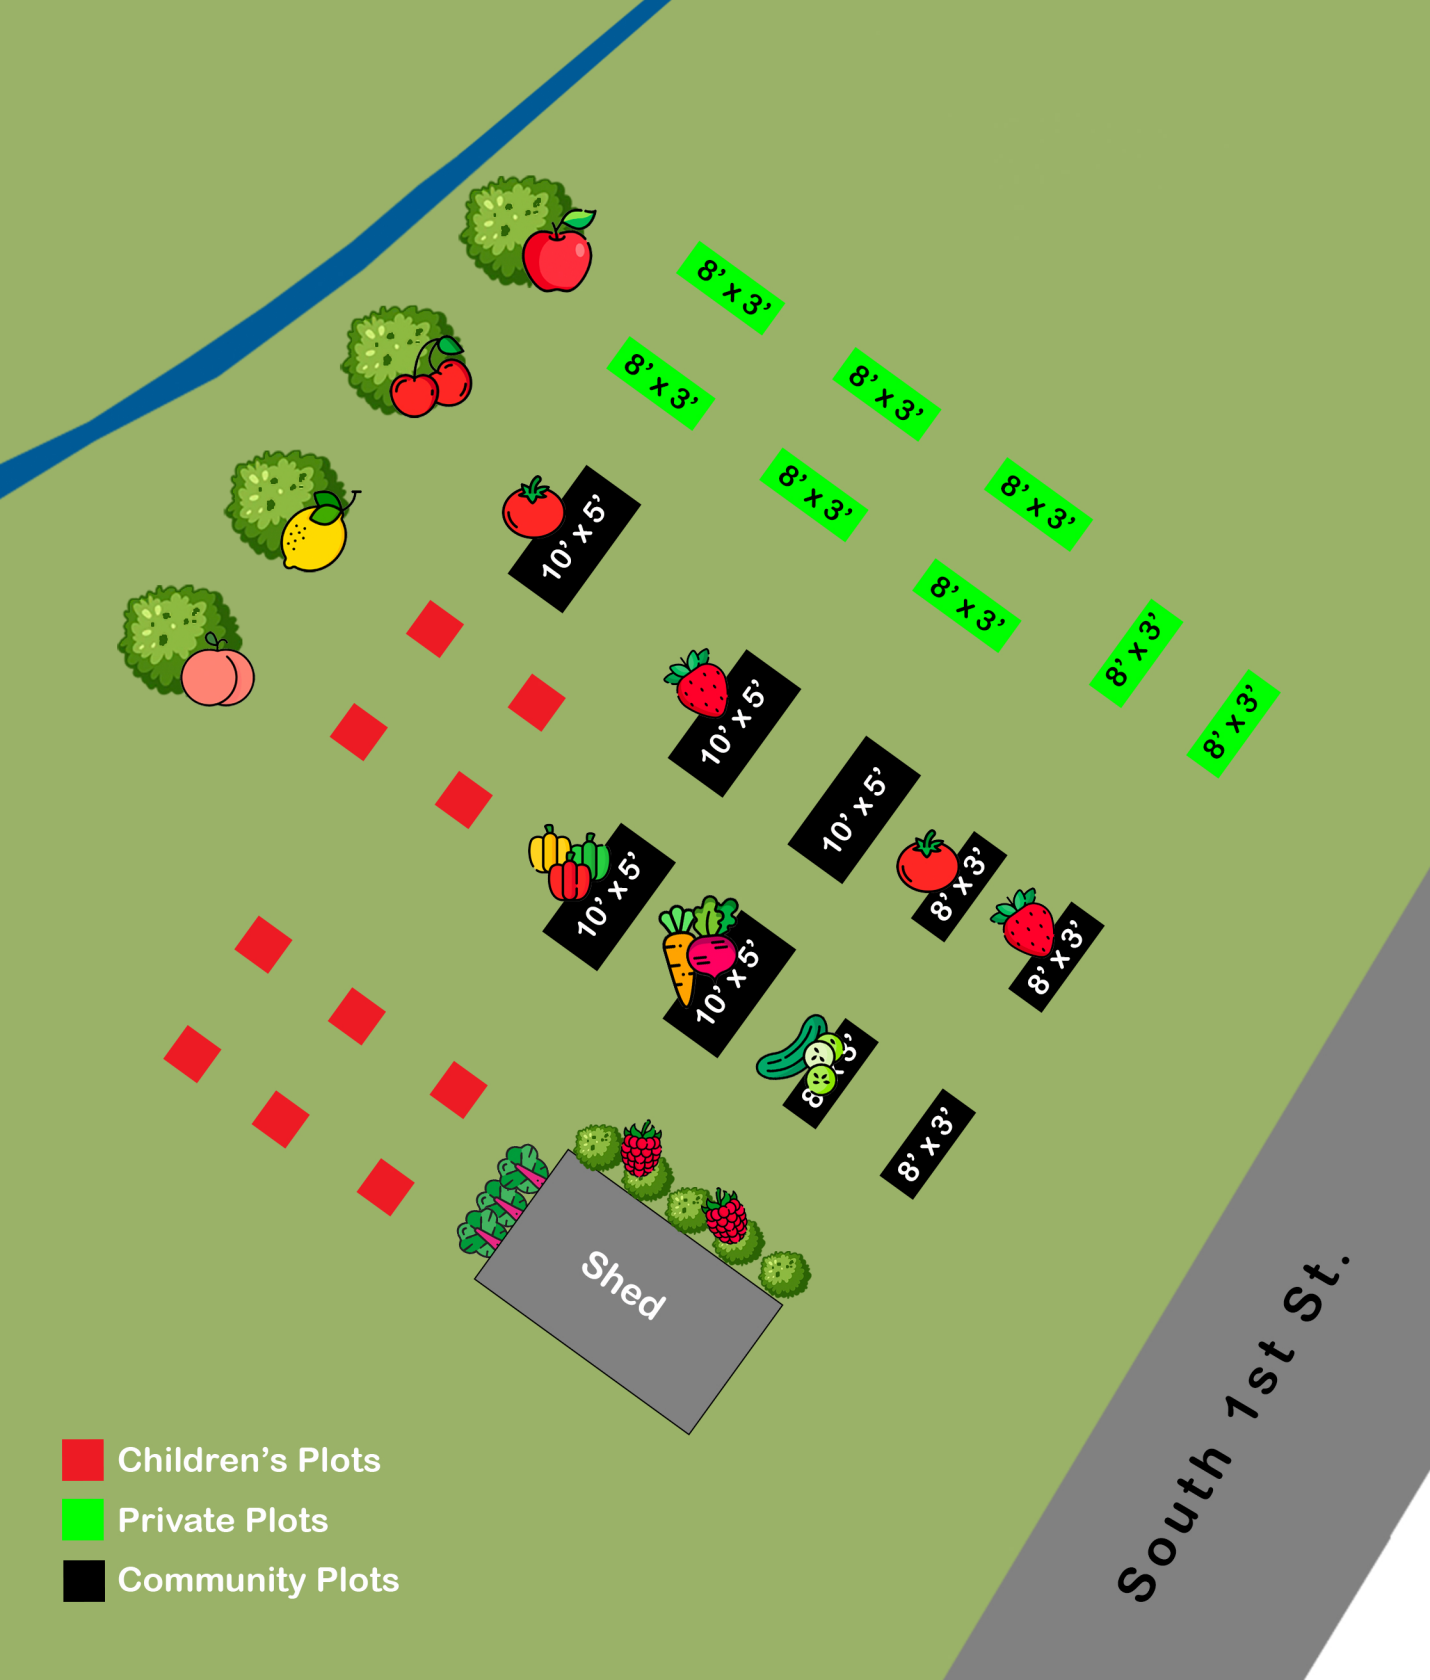 8’ x 3’
8’ x 3’
8’ x 3’
8’ x 3’
8’ x 3’
10’ x 5’
8’ x 3’
8’ x 3’
8’ x 3’
10’ x 5’
10’ x 5’
8’ x 3’
10’ x 5’
8’ x 3’
10’ x 5’
8 3’
8’ x 3’
Shed
South 1st St.
Children’s Plots
Private Plots
Community Plots